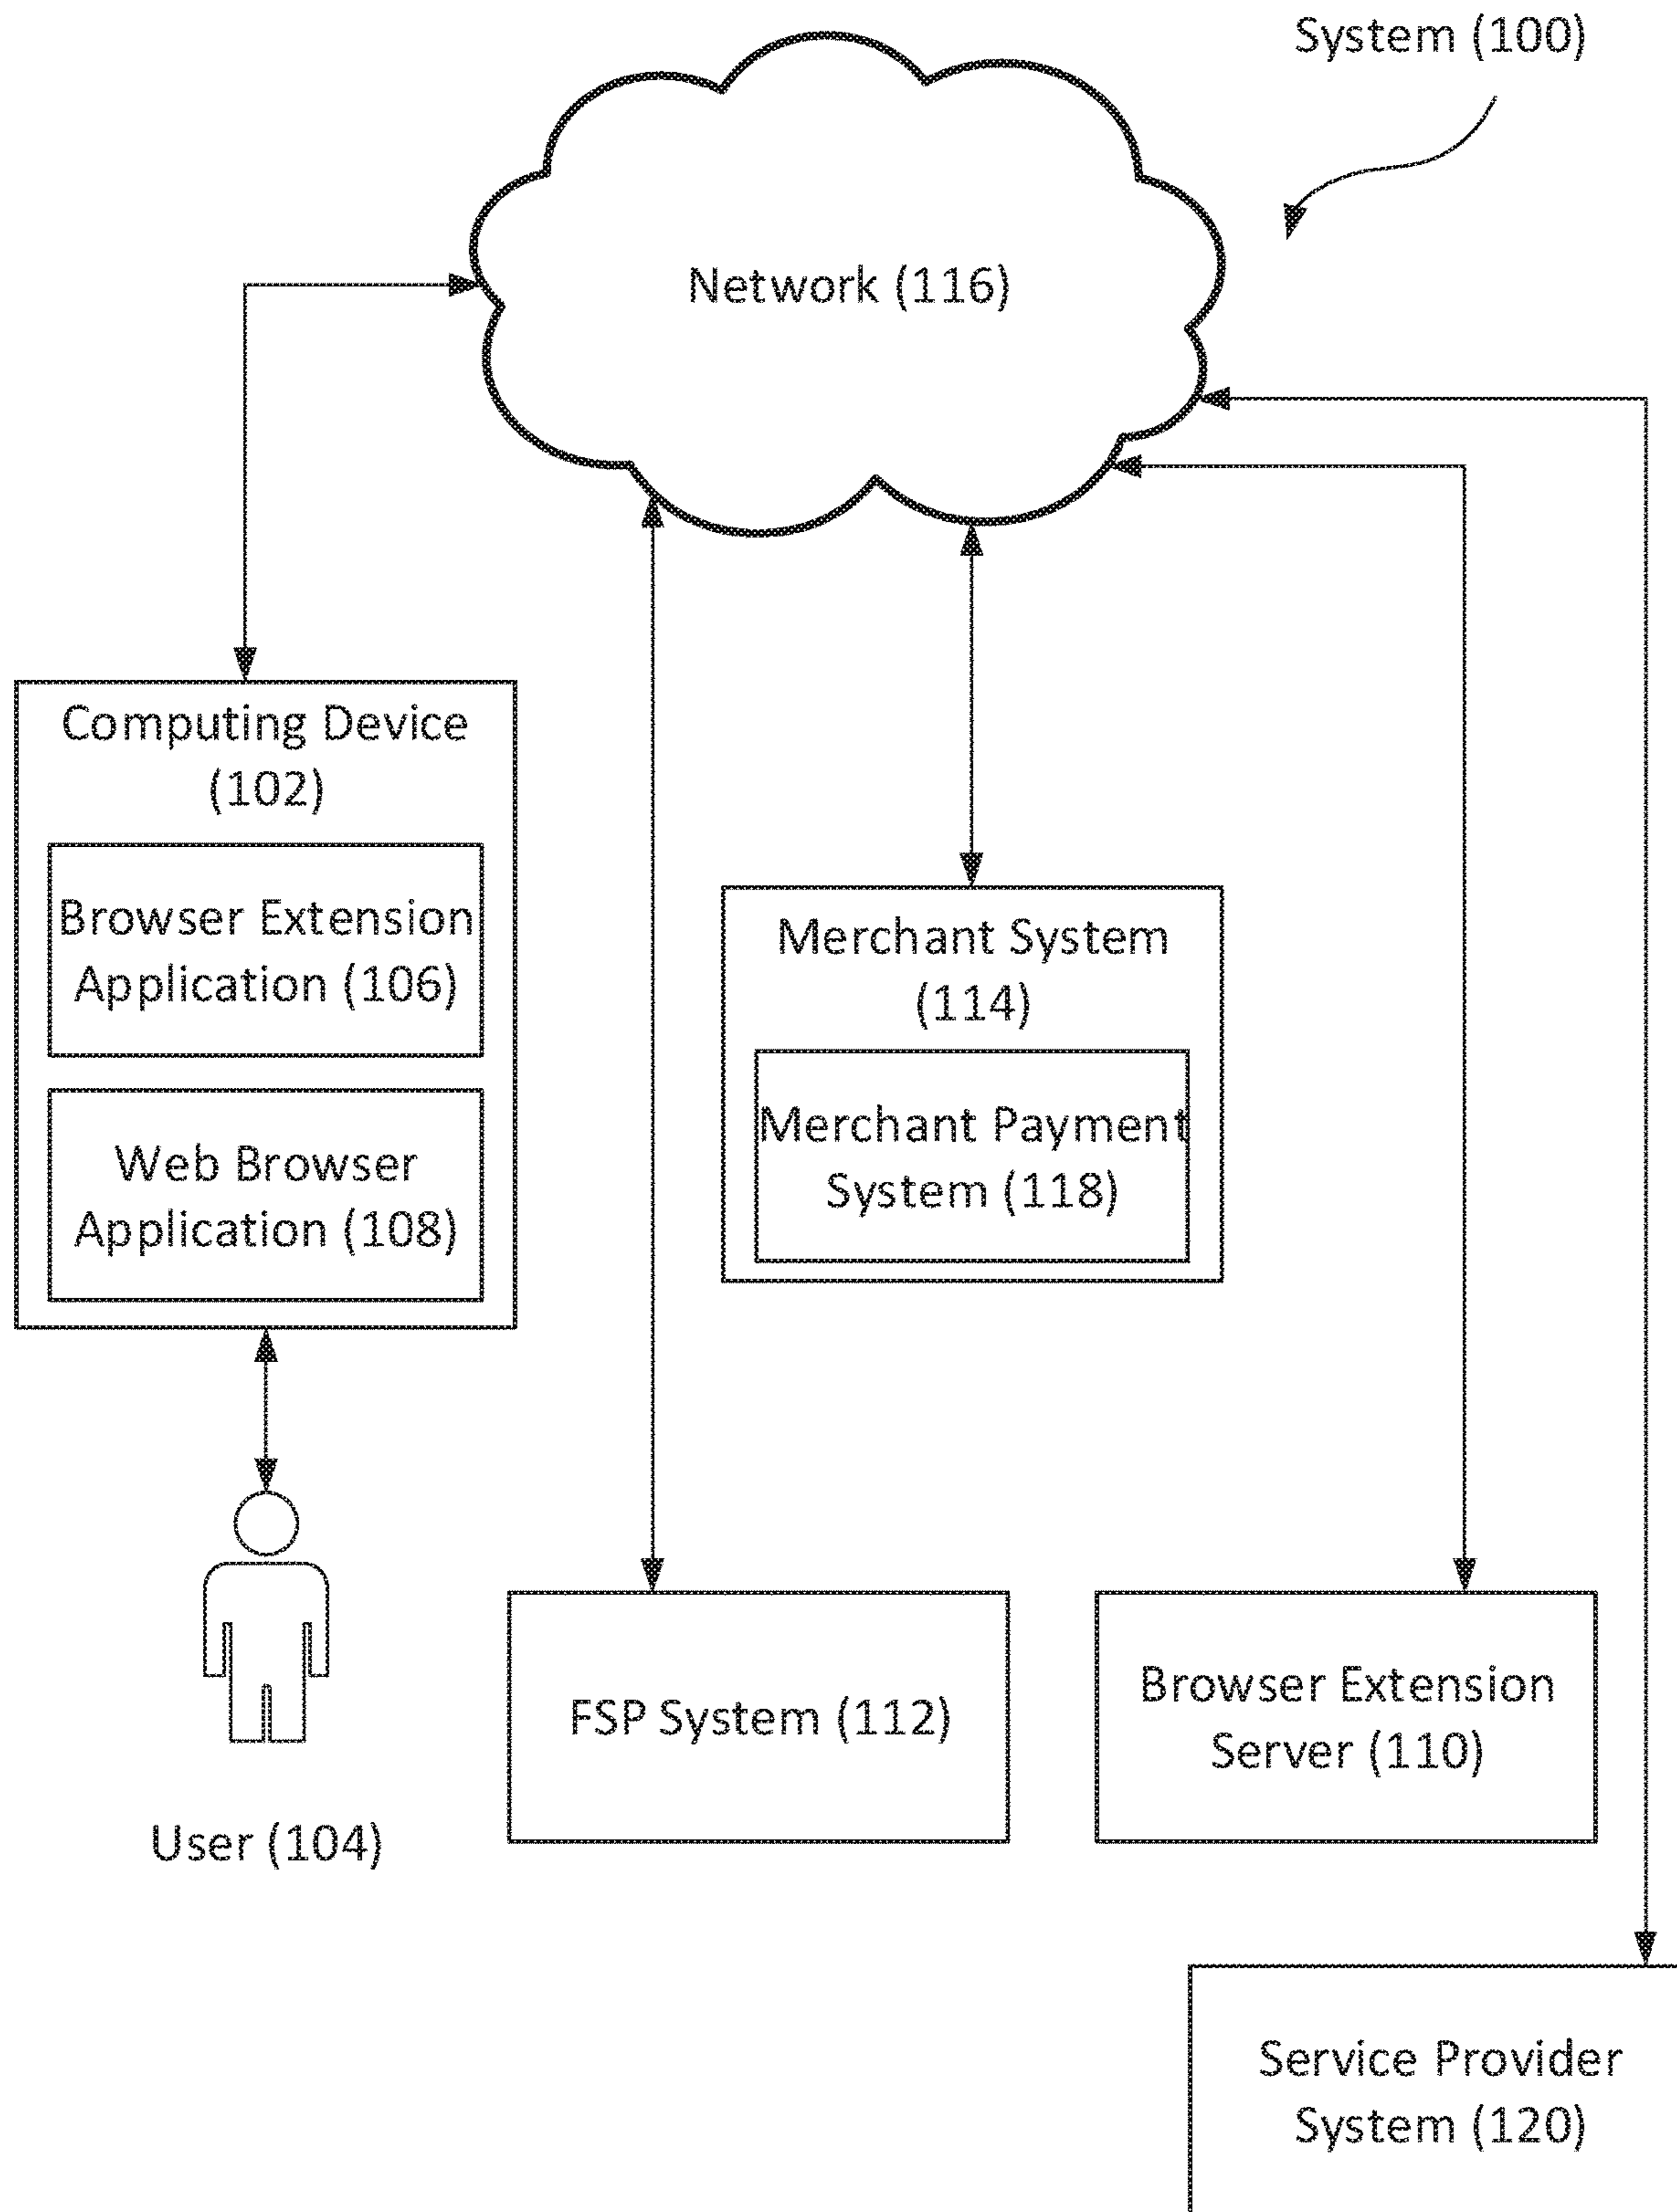 System (100)
Network (116)
Computing Device
(102)
Browser Extension
Application (106)
Web Browser
Application (108)
Merchant System
(114)
Merchant Payment
System (118)
User (104)
FSP System (112)
Browser Extension
Server (110)
Service Provider
System (120)